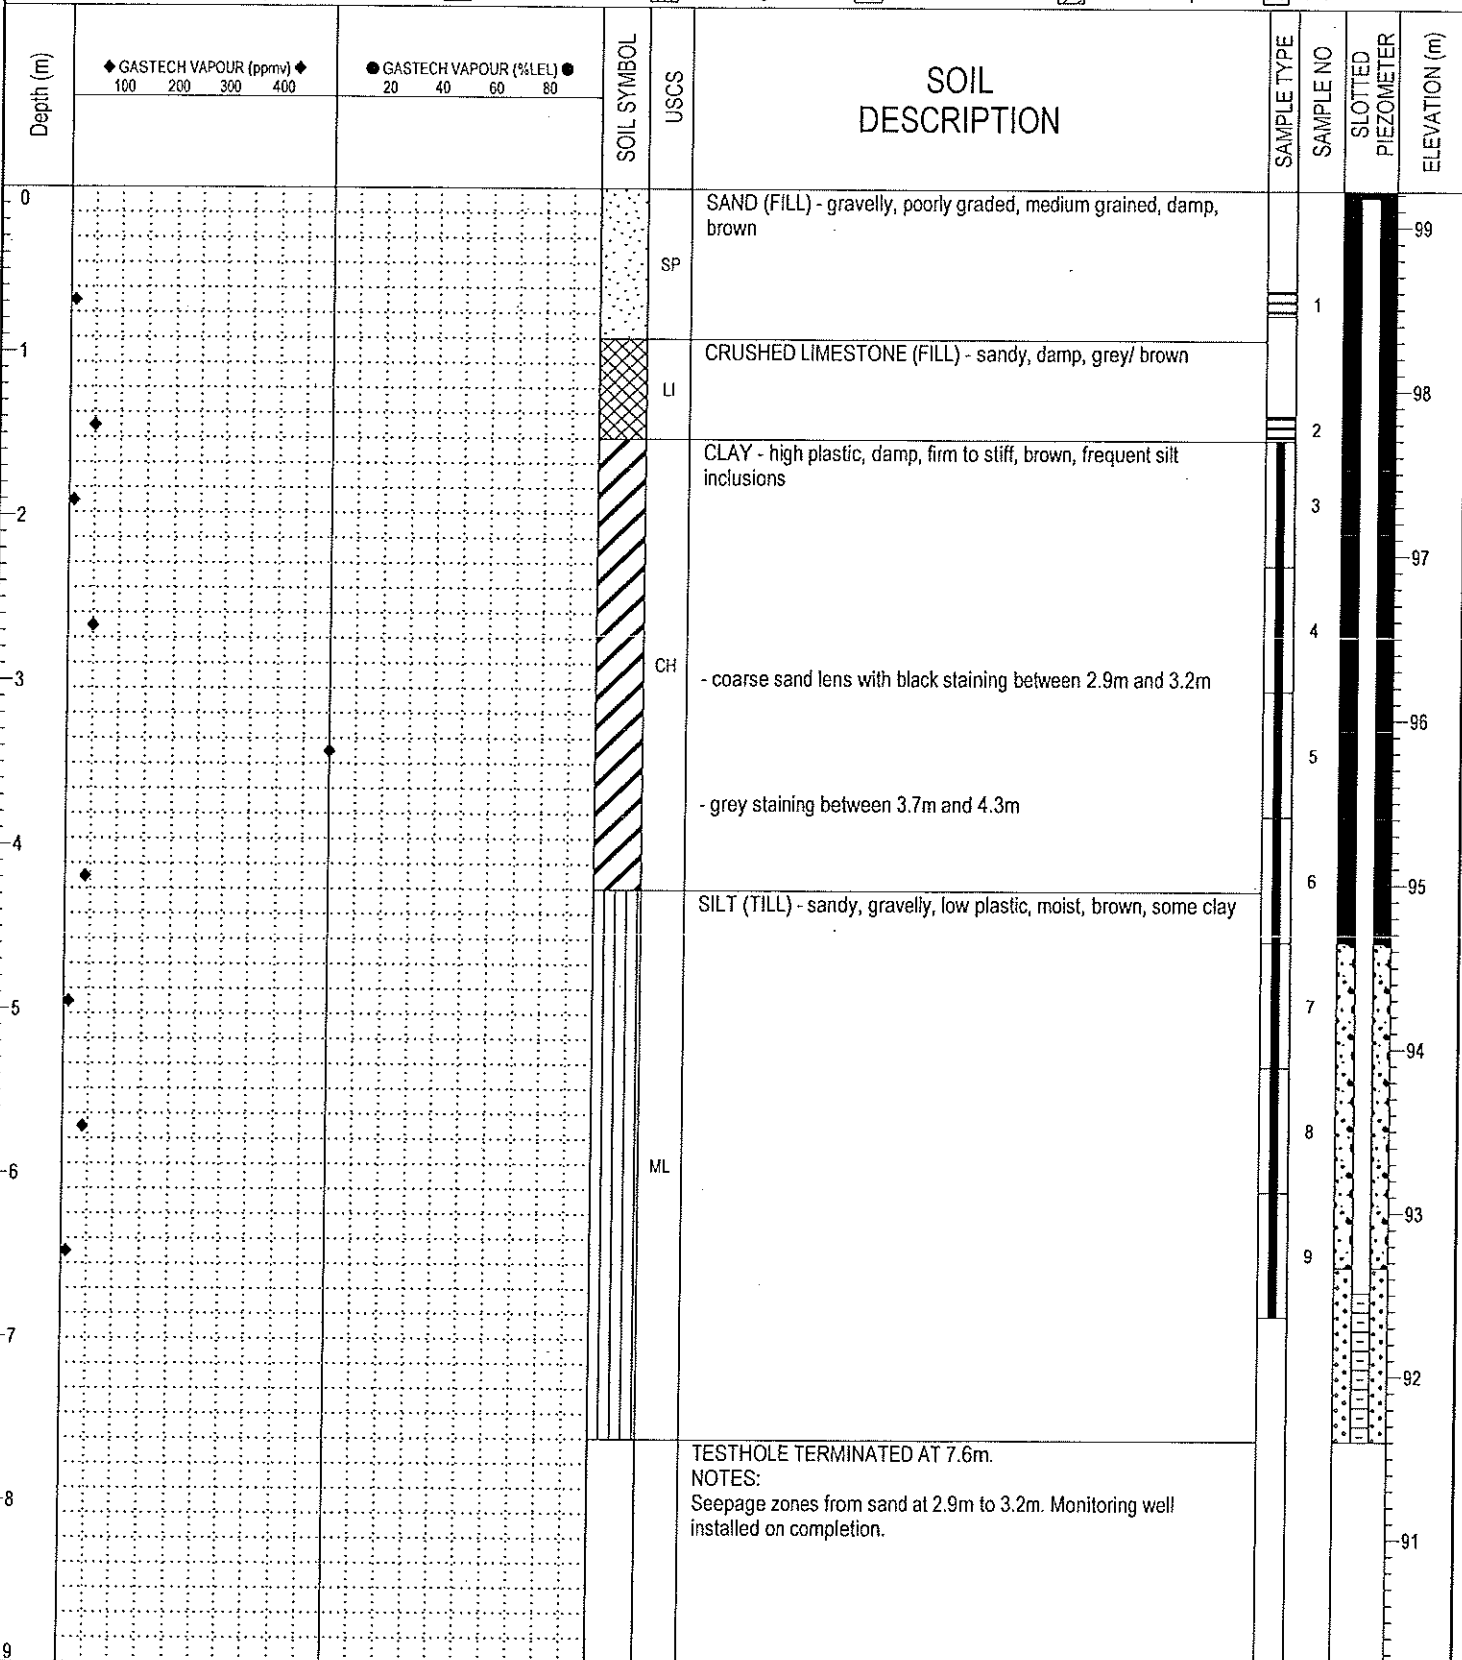 Depth (m)
◆ GASTECH VAPOUR (ppmv) ◆
100 200 300 400
● GASTECH VAPOUR (%LEL) ●
20 40 60 80
SOIL SYMBOL
USCS
SOIL
DESCRIPTION
SAMPLE TYPE
SAMPLE NO
SLOTTED
PIEZOMETER
ELEVATION (m)
0
SAND (FILL) - gravelly, poorly graded, medium grained, damp,
brown
99
SP
1
1
CRUSHED LIMESTONE (FILL) - sandy, damp, grey/ brown
LI
98
2
CLAY - high plastic, damp, firm to stiff, brown, frequent silt
inclusions
3
2
97
4
CH
3
- coarse sand lens with black staining between 2.9m and 3.2m
96
5
- grey staining between 3.7m and 4.3m
4
6
95
SILT (TILL) - sandy, gravelly, low plastic, moist, brown, some clay
5
7
94
8
6
ML
93
9
7
92
TESTHOLE TERMINATED AT 7.6m.
NOTES:
Seepage zones from sand at 2.9m to 3.2m. Monitoring well
installed on completion.
8
91
9